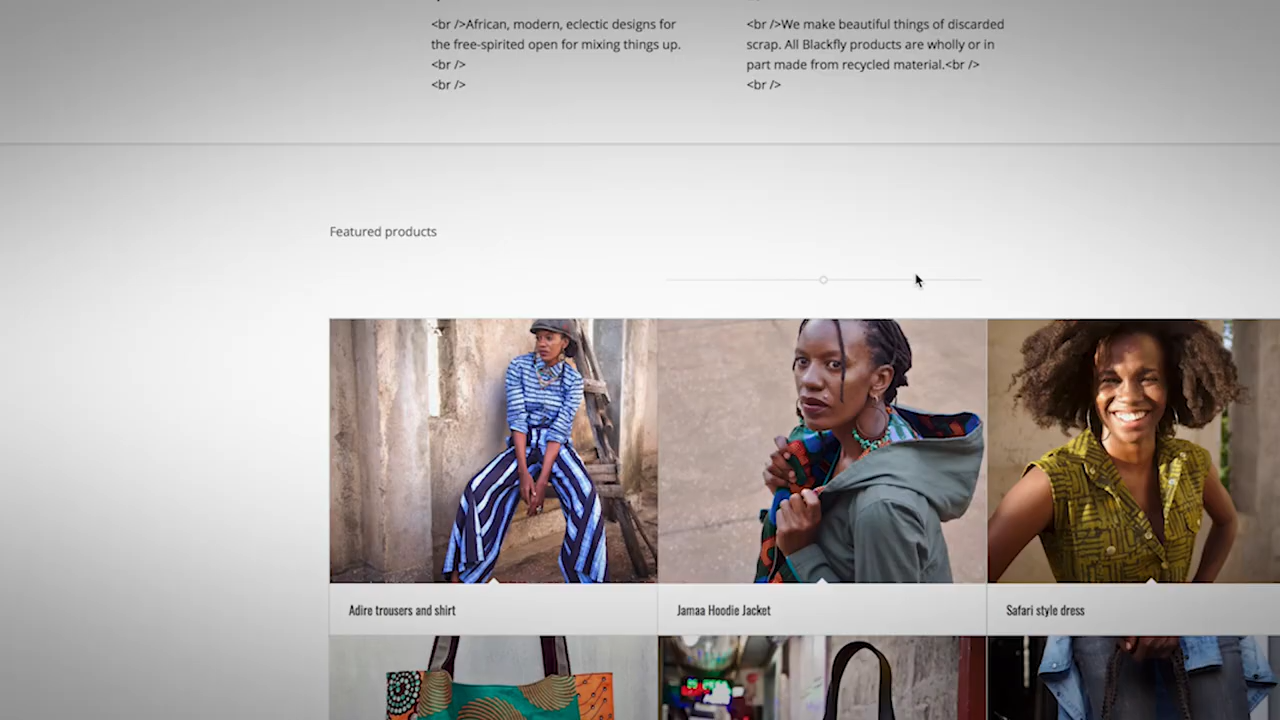 <br />African, modern, eclectic designs for
the free-spirited open for mixing things up.
<br />
<br />
<br />We make beautiful things of discarded
scrap. All Blackfly products are wholly or in
part made from recycled material.<br />
<br />
Featured products
Adire trousers and shirt
Jamaa Hoodie Jacket
Safari style dress